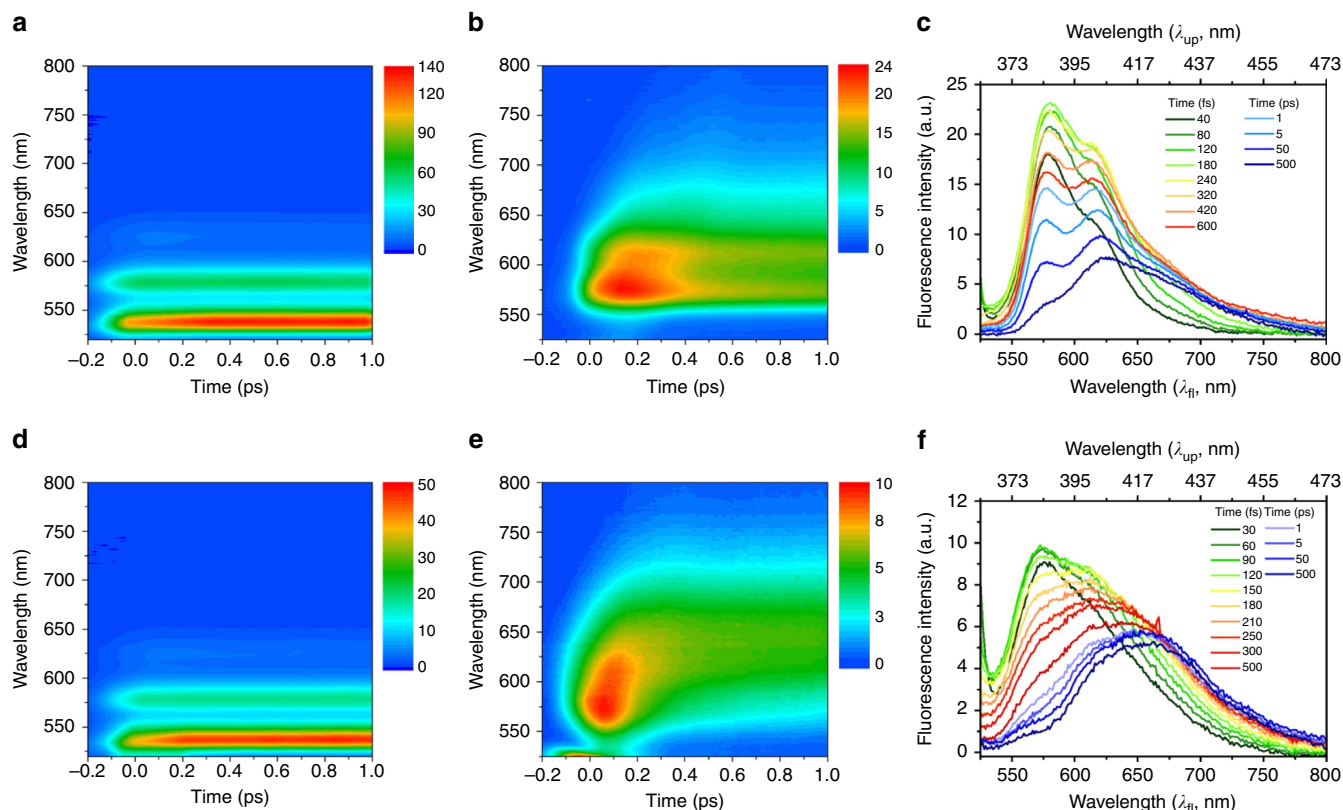 a
b
c
Wavelength (nm)
800
750
700
650
600
550
−0.2 0.0 0.2 0.4 0.6 0.8 1.0
Time (ps)
140
120
90
60
30
0
Wavelength (nm)
800
750
700
650
600
550
−0.2 0.0 0.2 0.4 0.6 0.8 1.0
Time (ps)
24
20
15
10
5
0
Wavelength (λup, nm)
373 395 417 437 455 473
Fluorescence intensity (a.u.)
25
20
15
10
5
0
Time (fs) Time (ps)
40 1
80 5
120 50
180 500
240
320
420
600
550 600 650 700 750 800
Wavelength (λfl, nm)
d
e
f
Wavelength (nm)
800
750
700
650
600
550
−0.2 0.0 0.2 0.4 0.6 0.8 1.0
Time (ps)
50
40
30
20
10
0
Wavelength (nm)
800
750
700
650
600
550
−0.2 0.0 0.2 0.4 0.6 0.8 1.0
Time (ps)
10
8
5
3
0
Wavelength (λup, nm)
373 395 417 437 455 473
Fluorescence intensity (a.u.)
12
10
8
6
4
2
0
Time (fs) Time (ps)
30 1
60 5
90 50
120 500
150
180
210
250
300
500
550 600 650 700 750 800
Wavelength (λfl, nm)